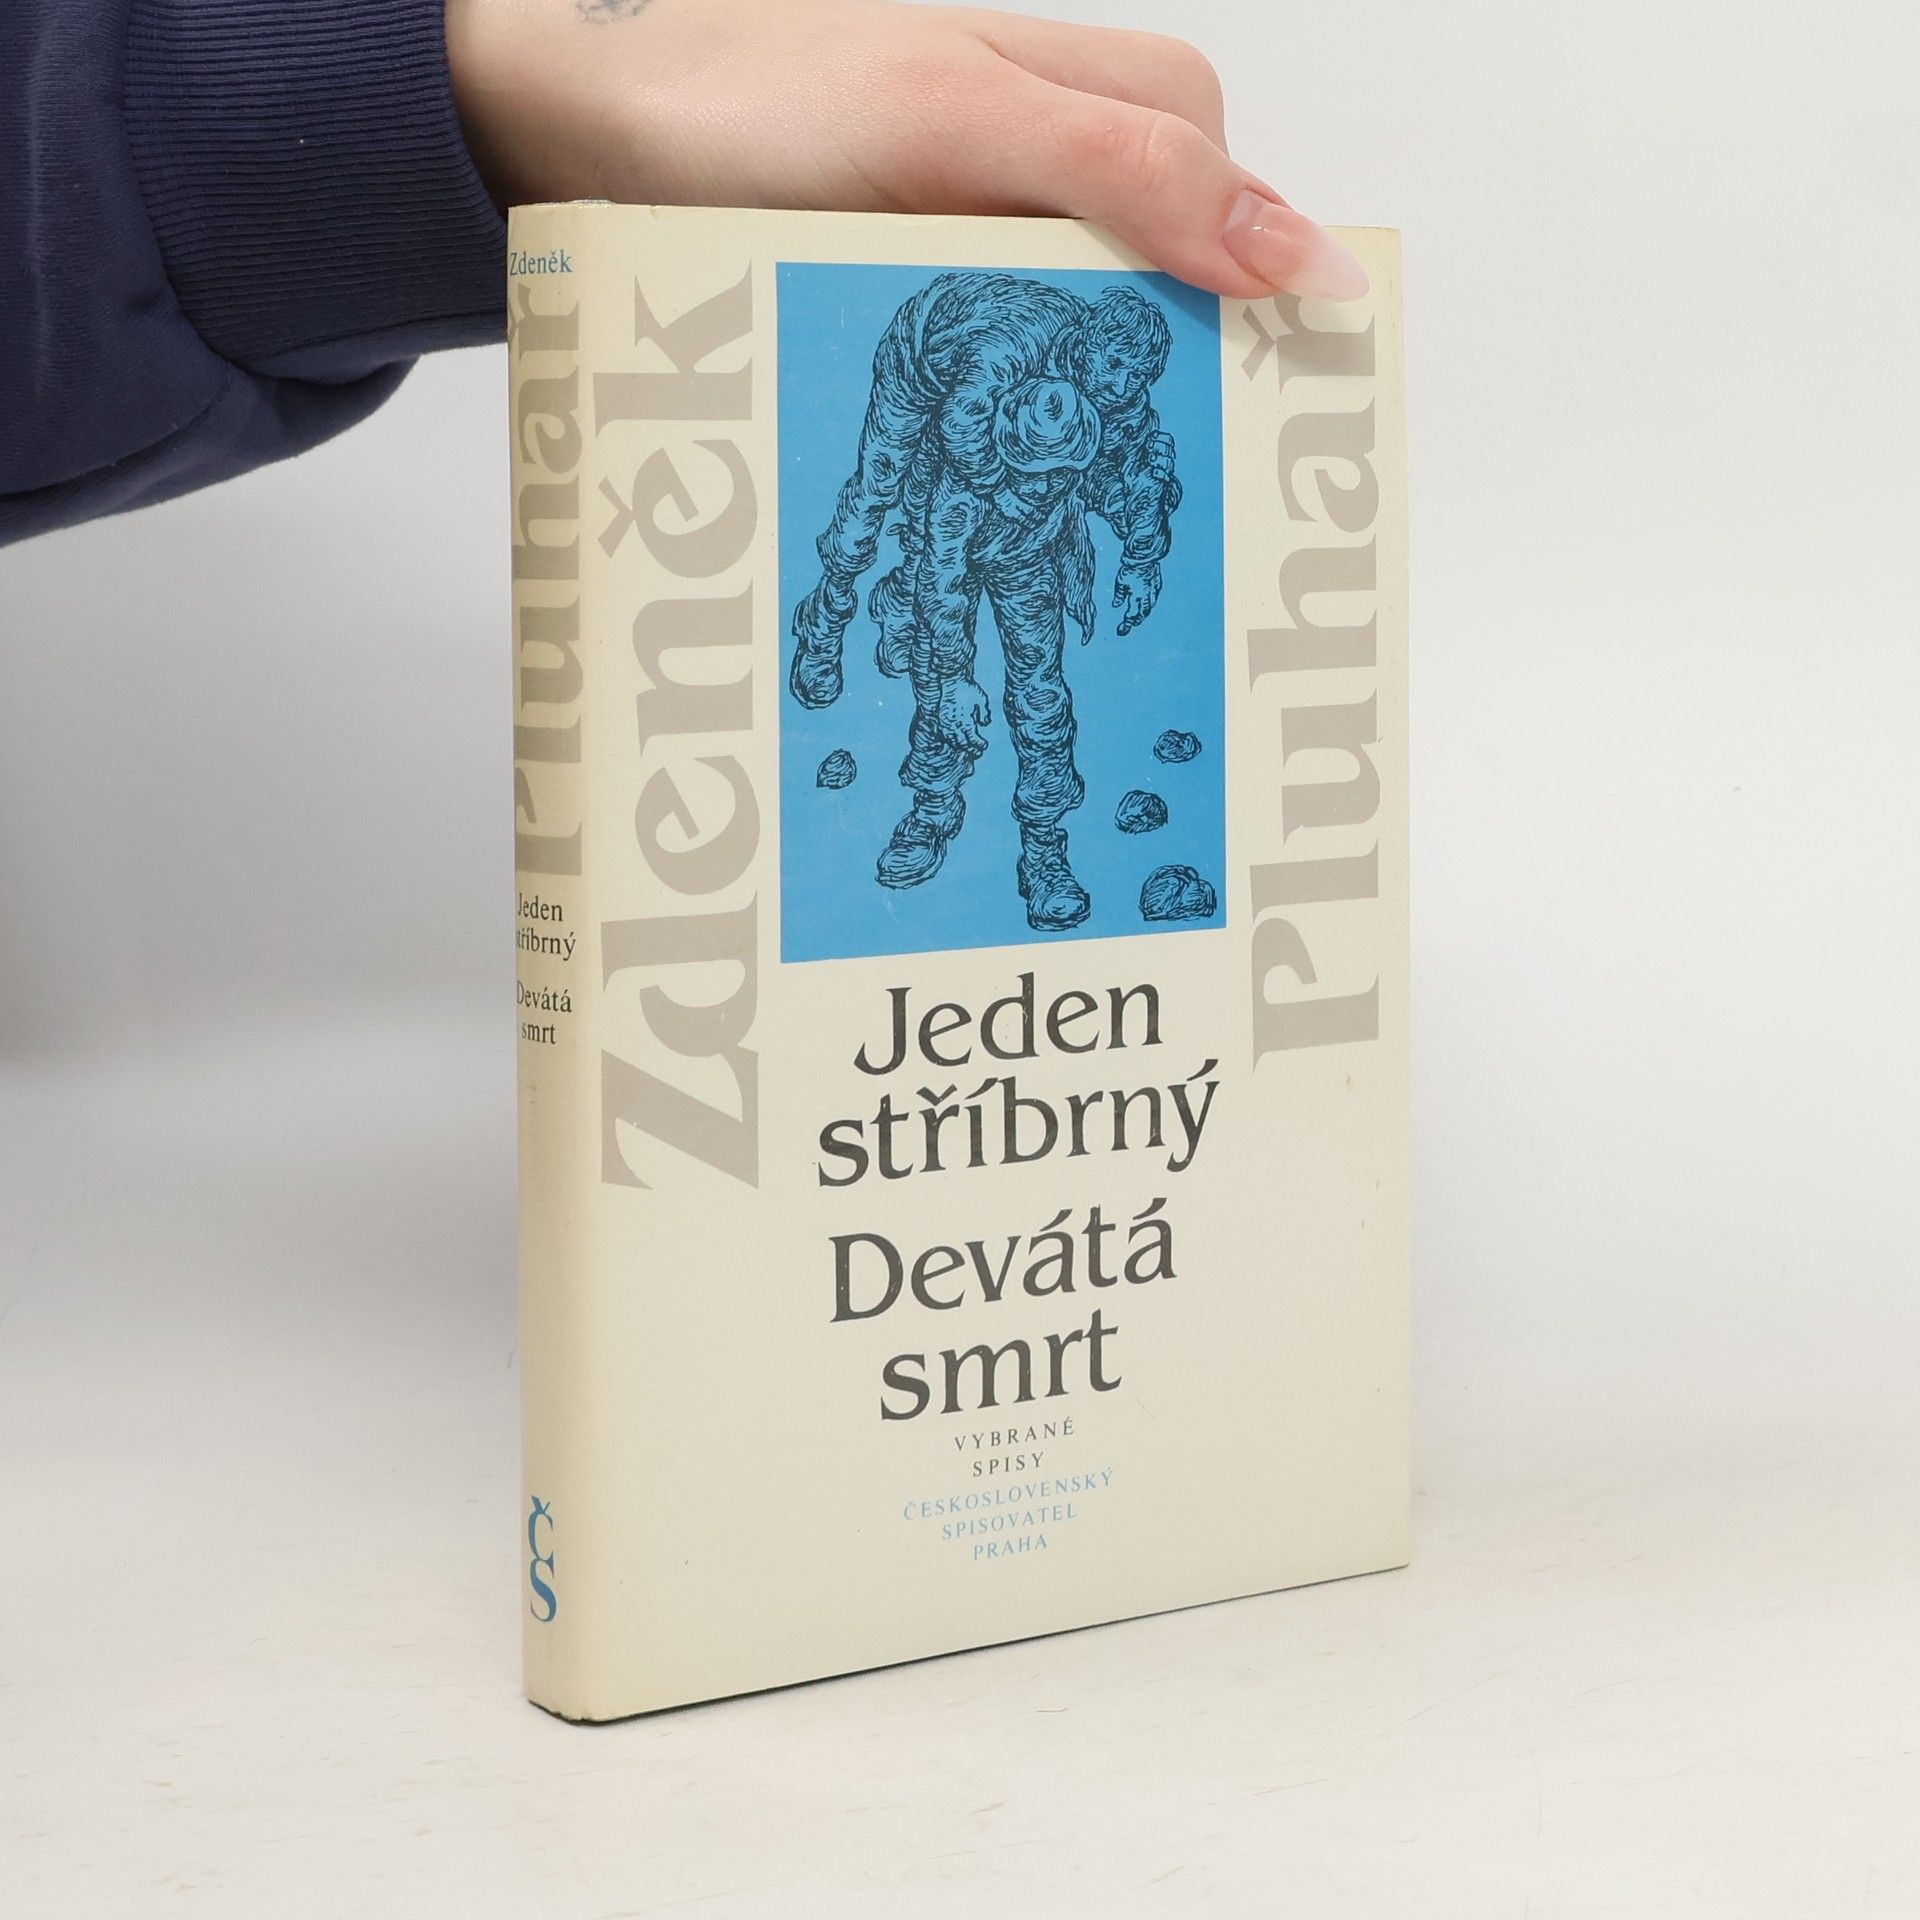 Zdeněk
Pluhař
Jeden
stříbrný
Devátá
smrt
ČS
Zdeněk
Pluhař
Jeden
stříbrný
Devátá
smrt
VYBRANÉ
SPISY
ČESKOSLOVENSKÝ
SPISOVATEL
PRAHA